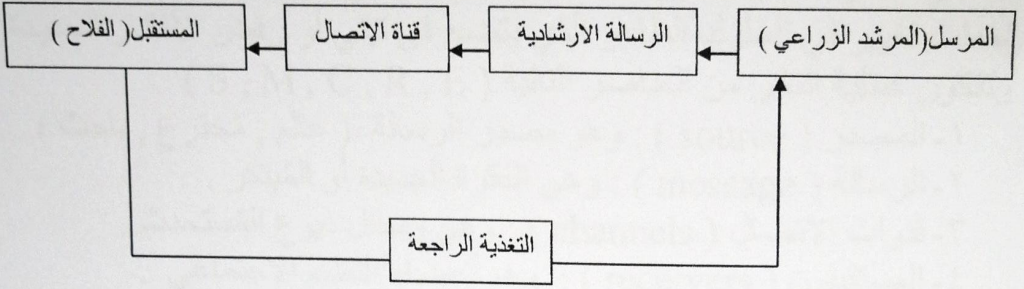 المرسل(المرشد الزراعي )
الرسالة الارشادية
قناة الاتصال
المستقبل( الفلاح )
التغذية الراجعة